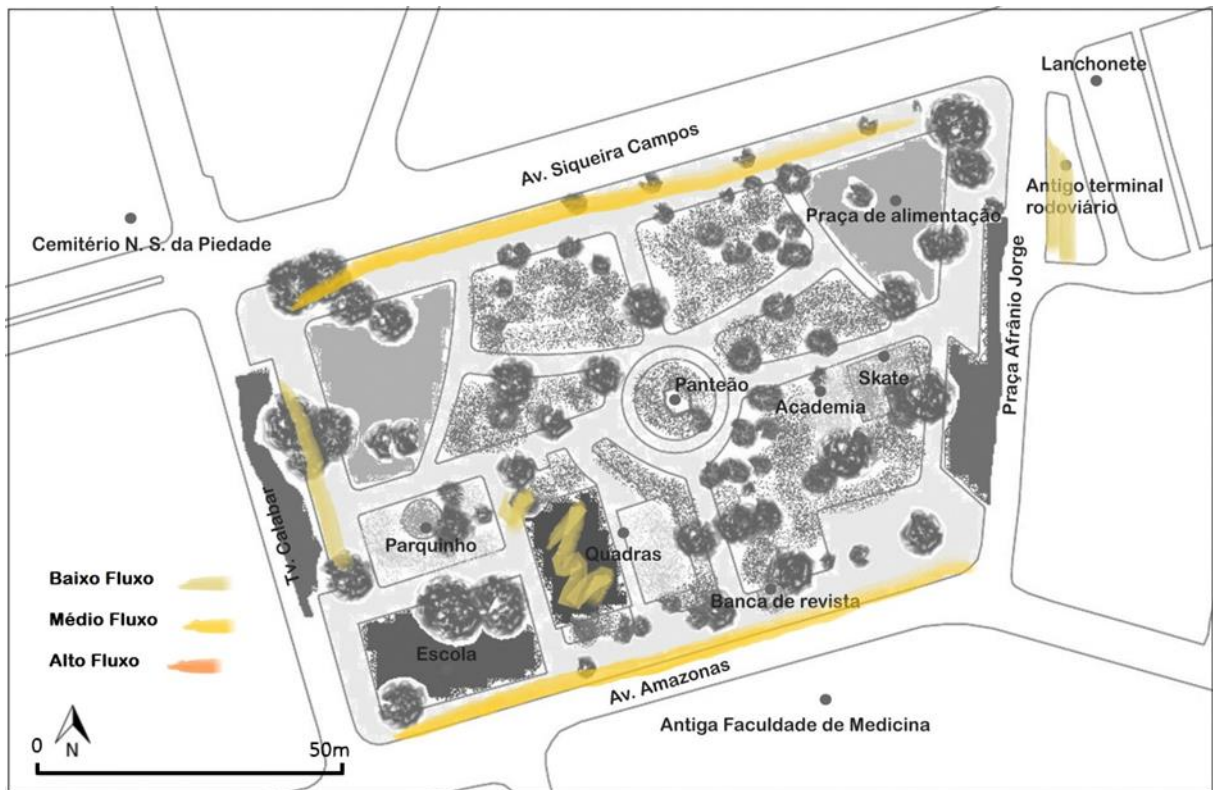 Lanchonete
Av. Siqueira Campos
Antigo terminal
rodoviário
Praça de alimentação
Cemitério N. S. da Piedade
Praça Afrânio Jorge
Skate
Panteão
Academia
Tv. Calabar
Parquinho
Quadras
Baixo Fluxo
Banca de revista
Médio Fluxo
Escola
Alto Fluxo
Av. Amazonas
Antiga Faculdade de Medicina
0
N
50m